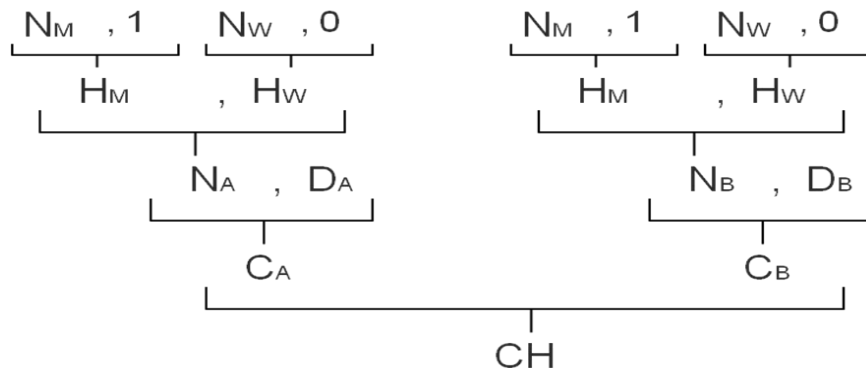 NM , 1 NW , 0 NM , 1 NW , 0
HM , HW HM , HW
NA , DA NB , DB
CA CB
CH